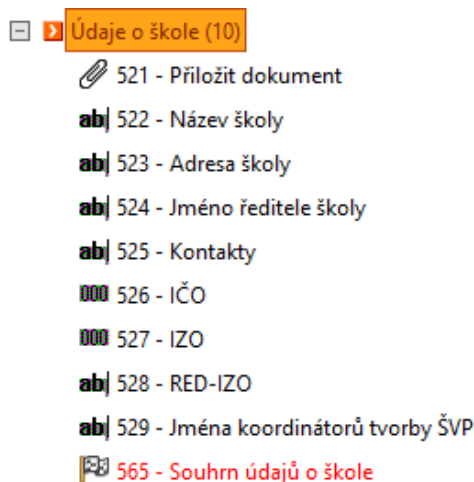 Údaje o škole (10)
521 - Přiložit dokument
ab 522 - Název školy
ab 523 - Adresa školy
ab 524 - Jméno ředitele školy
ab 525 - Kontakty
000 526 - IČO
000 527 - IZO
ab 528 - RED-IZO
ab 529 - Jména koordinátorů tvorby ŠVP
565 - Souhrn údajů o škole